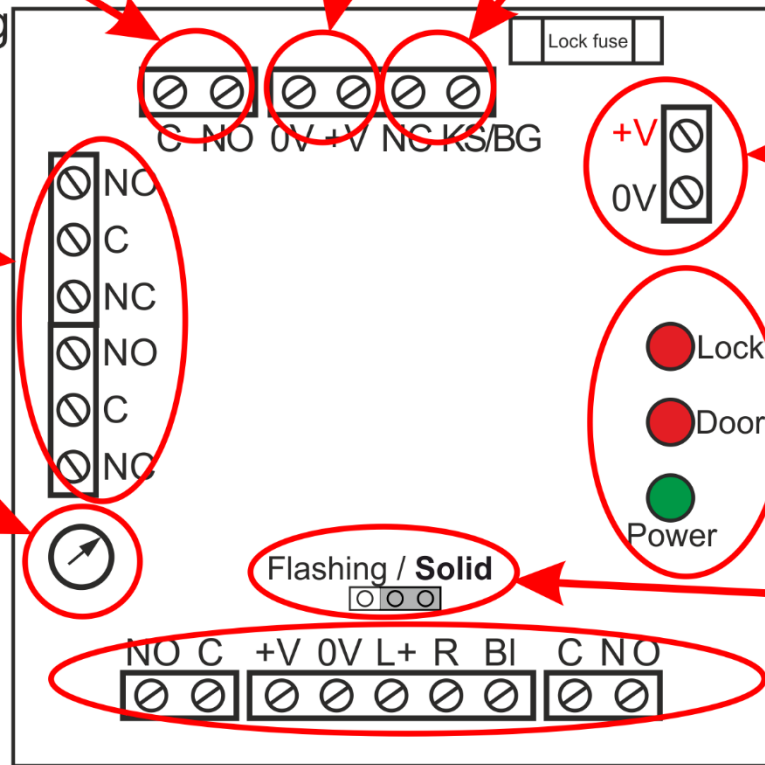 g
Lock fuse
C NO 0V +V NC KS/BG
+V
0V
NO
C
NC
NO
C
NC
Lock
Door
Power
Flashing / Solid
NO C +V 0V L+ R Bl C NO